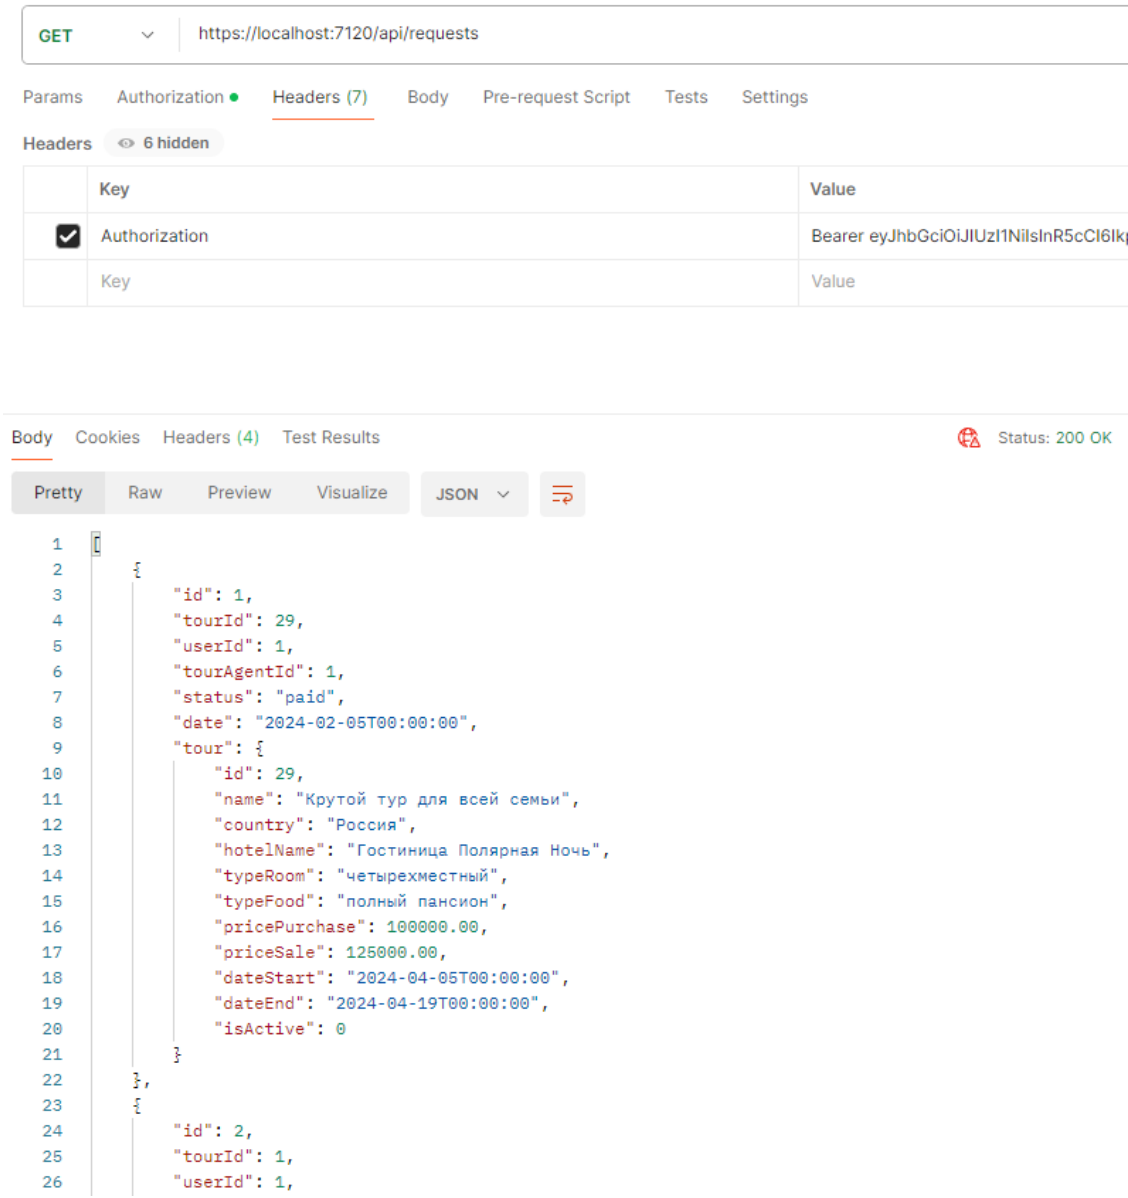 GET https://localhost:7120/api/requests
Params Authorization Headers (7) Body Pre-request Script Tests Settings
Headers 6 hidden
Key Value
Authorization Bearer eyJhbGciOiJIUzI1NiIsInR5cCI6Ikp
Key Value
Body Cookies Headers (4) Test Results Status: 200 OK
Pretty Raw Preview Visualize JSON
1 [
2 {
3 "id": 1,
4 "tourId": 29,
5 "userId": 1,
6 "tourAgentId": 1,
7 "status": "paid",
8 "date": "2024-02-05T00:00:00",
9 "tour": {
10 "id": 29,
11 "name": "Крутой тур для всей семьи",
12 "country": "Россия",
13 "hotelName": "Гостиница Полярная Ночь",
14 "typeRoom": "четырехместный",
15 "typeFood": "полный пансион",
16 "pricePurchase": 100000.00,
17 "priceSale": 125000.00,
18 "dateStart": "2024-04-05T00:00:00",
19 "dateEnd": "2024-04-19T00:00:00",
20 "isActive": 0
21 }
22 },
23 {
24 "id": 2,
25 "tourId": 1,
26 "userId": 1,